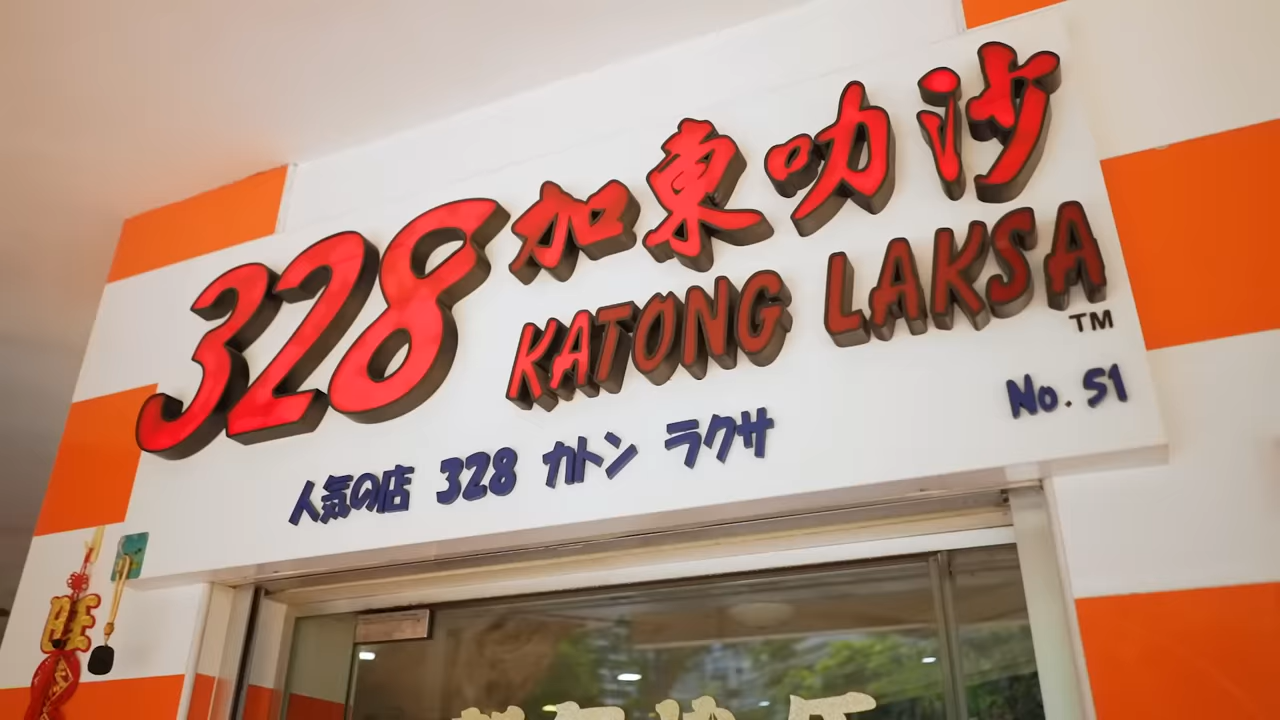 328 加東叻沙
KATONG LAKSA
TM
No. 51
人気の店 328 カトン ラクサ
旺